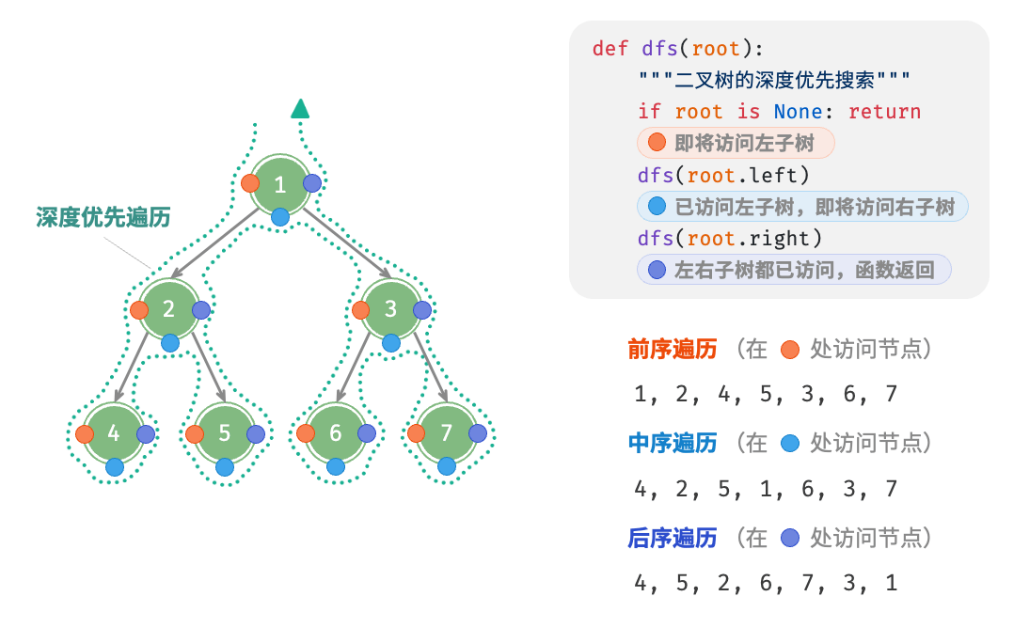 深度优先遍历
1
2
3
4
5
6
7
def dfs(root):
"""二叉树的深度优先搜索"""
if root is None: return
即将访问左子树
dfs(root.left)
已访问左子树，即将访问右子树
dfs(root.right)
左右子树都已访问，函数返回
前序遍历（在 处访问节点）
1, 2, 4, 5, 3, 6, 7
中序遍历（在 处访问节点）
4, 2, 5, 1, 6, 3, 7
后序遍历（在 处访问节点）
4, 5, 2, 6, 7, 3, 1